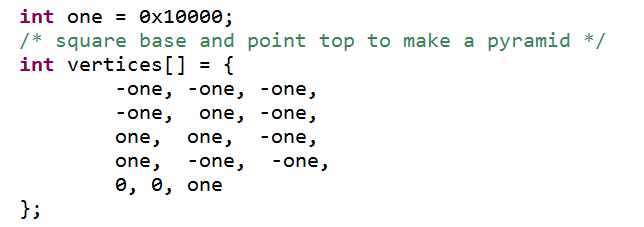 int one = 0x10000;
/* square base and point top to make a pyramid */
int vertices[] = {
-one, -one, -one,
-one,  one, -one,
one,  one,  -one,
one,  -one,  -one,
0, 0, one
};